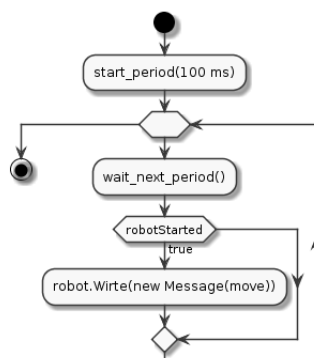 start_period(100 ms)
wait_next_period()
robotStarted
true
robot.Wirte(new Message(move))